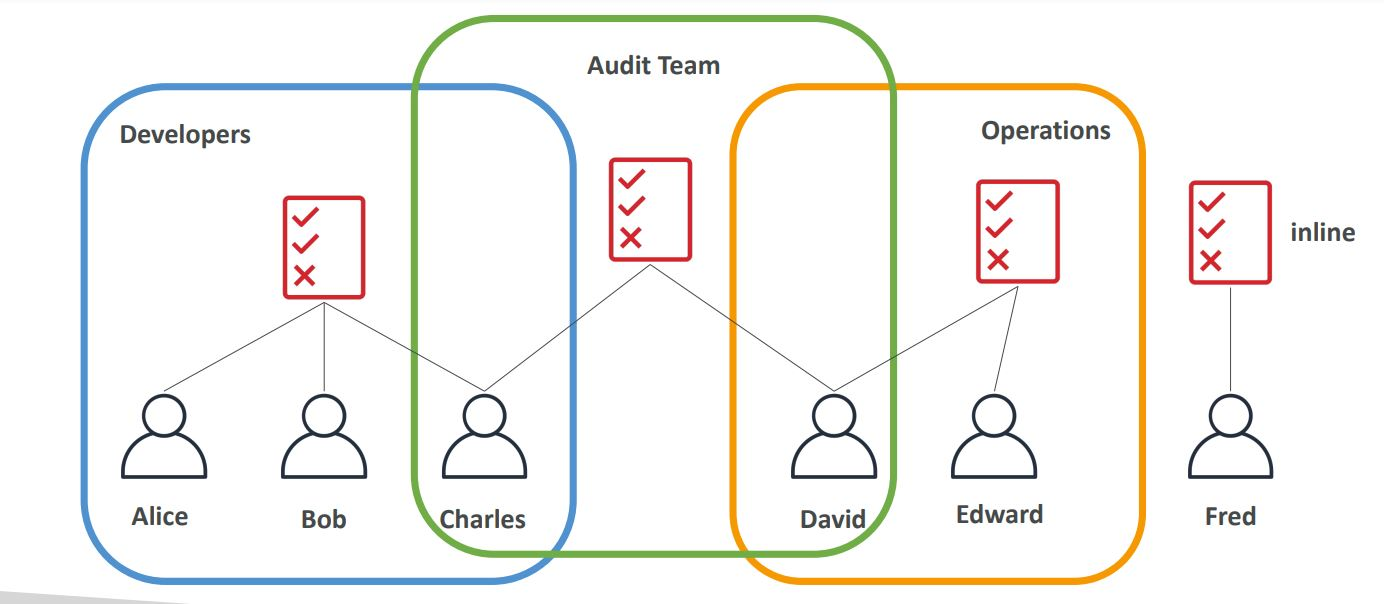 Audit Team
Developers
Operations
inline
Alice
Bob
Charles
David
Edward
Fred